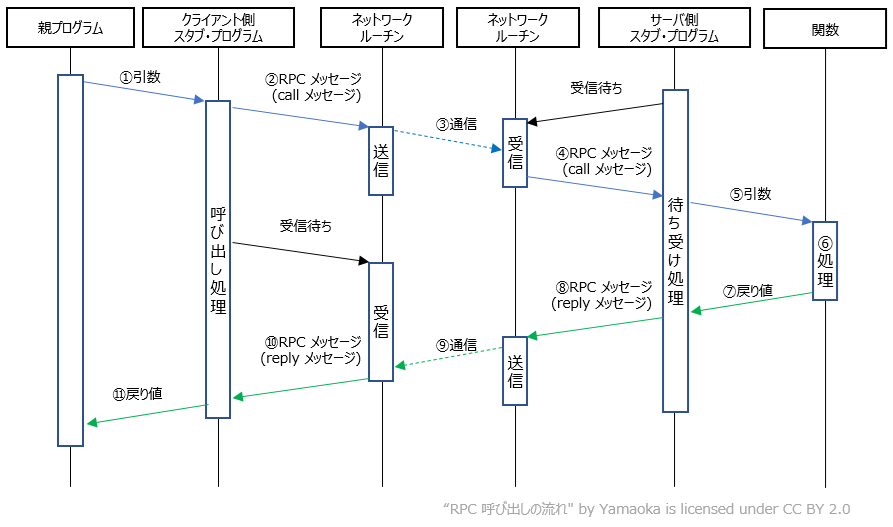 親プログラム
クライアント側
スタブ・プログラム
ネットワーク
ルーチン
ネットワーク
ルーチン
サーバ側
スタブ・プログラム
関数
①引数
②RPC メッセージ
(call メッセージ)
送信
③通信
受信
受信待ち
④RPC メッセージ
(call メッセージ)
⑤引数
⑥処理
待ち受け処理
呼び出し処理
受信待ち
受信
⑦戻り値
⑧RPC メッセージ
(reply メッセージ)
送信
⑨通信
⑩RPC メッセージ
(reply メッセージ)
⑪戻り値
“RPC 呼び出しの流れ" by Yamaoka is licensed under CC BY 2.0